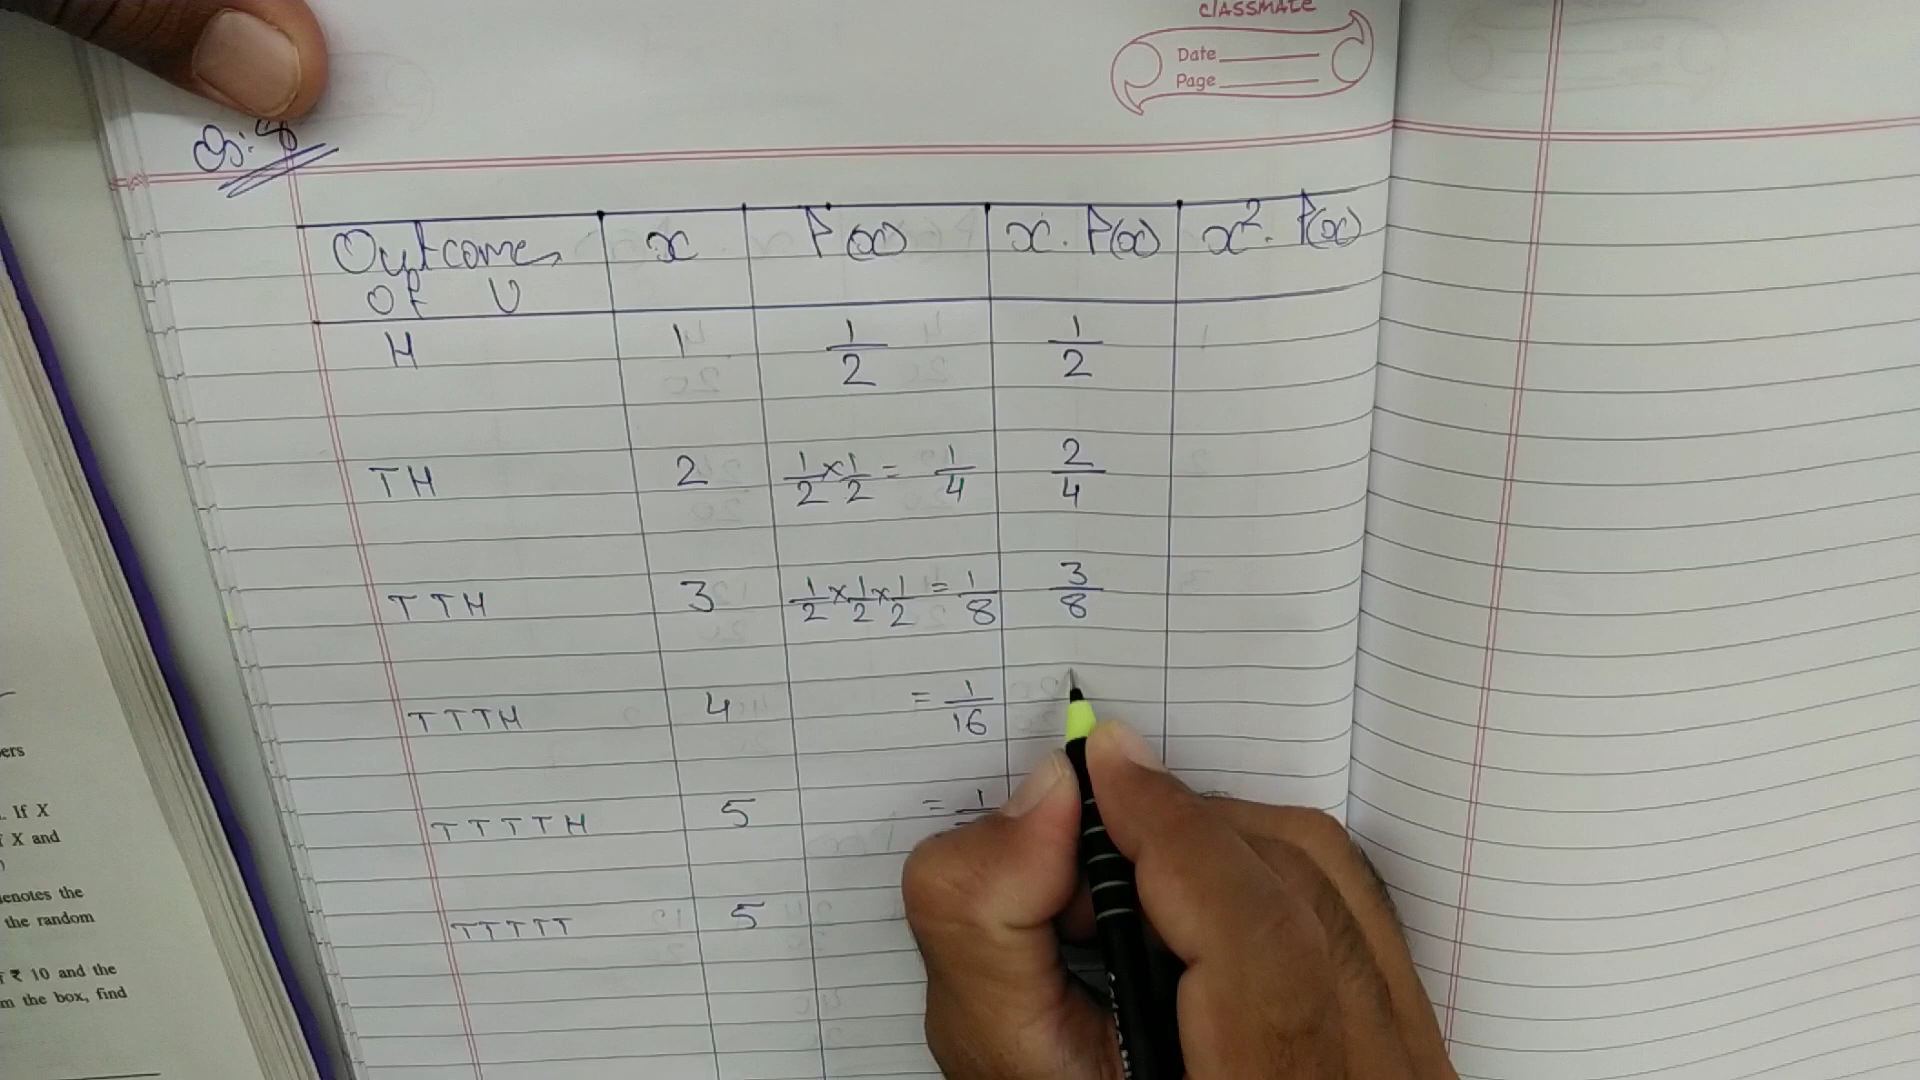 classmate
Date
Page
Q:8
Outcomes of U | x | P(x) | x. P(x) | x². P(x)
H | 1 | 1/2 | 1/2
TH | 2 | 1/2 × 1/2 = 1/4 | 2/4
TTH | 3 | 1/2 × 1/2 × 1/2 = 1/8 | 3/8
TTTH | 4 | = 1/16
TTTTH | 5 | = 1
TTTTT | 5
. If X
X and
the
the random
₹ 10 and the
the box, find